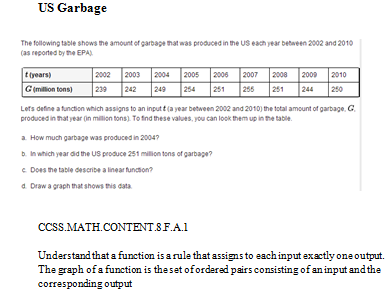 US Garbage
The following table shows the amount of garbage that was produced in the US each year between 2002 and 2010
(as reported by the EPA).
t (years) 2002 2003 2004 2005 2006 2007 2008 2009 2010
G (million tons) 239 242 249 254 251 255 251 244 250
Let's define a function which assigns to an input t (a year between 2002 and 2010) the total amount of garbage, G,
produced in that year (in million tons). To find these values, you can look them up in the table.
a. How much garbage was produced in 2004?
b. In which year did the US produce 251 million tons of garbage?
c. Does the table describe a linear function?
d. Draw a graph that shows this data.
CCSS.MATH.CONTENT.8.F.A.1
Understand that a function is a rule that assigns to each input exactly one output.
The graph of a function is the set of ordered pairs consisting of an input and the
corresponding output